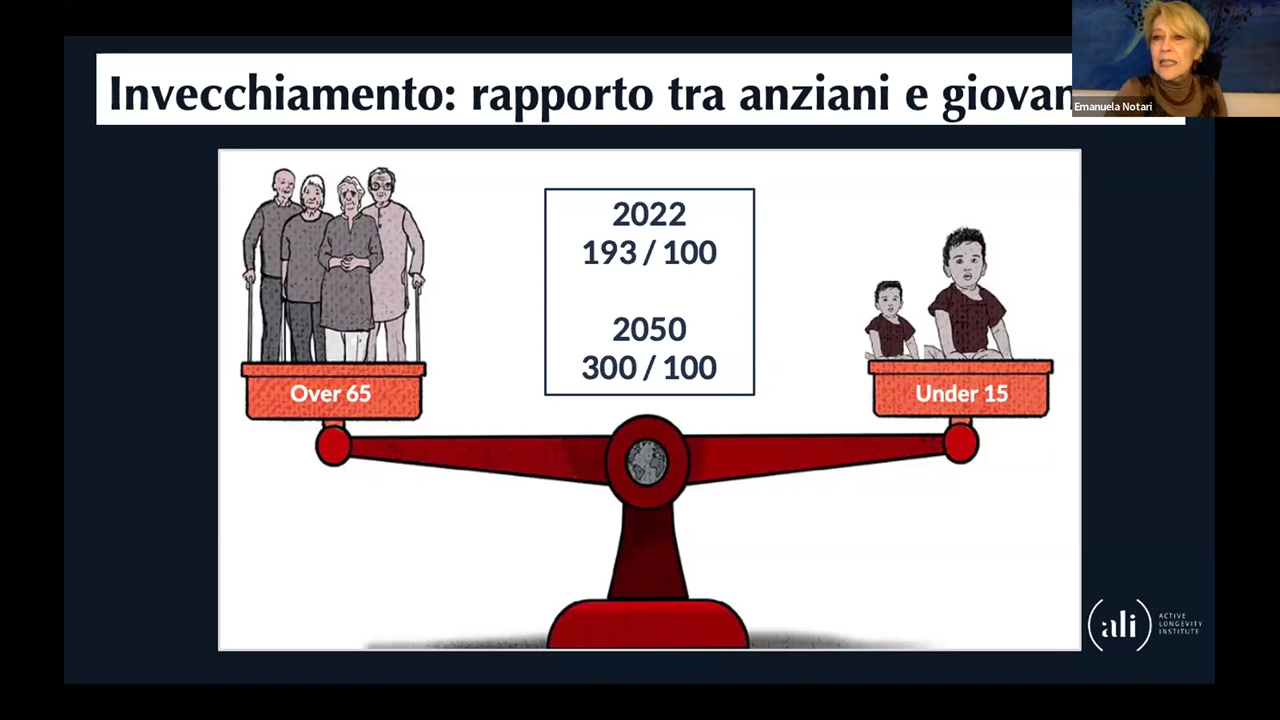 Invecchiamento: rapporto tra anziani e giovan
Emanuela Notari
2022
193 / 100
2050
300 / 100
Over 65
Under 15
ali
ACTIVE
LONGEVITY
INSTITUTE